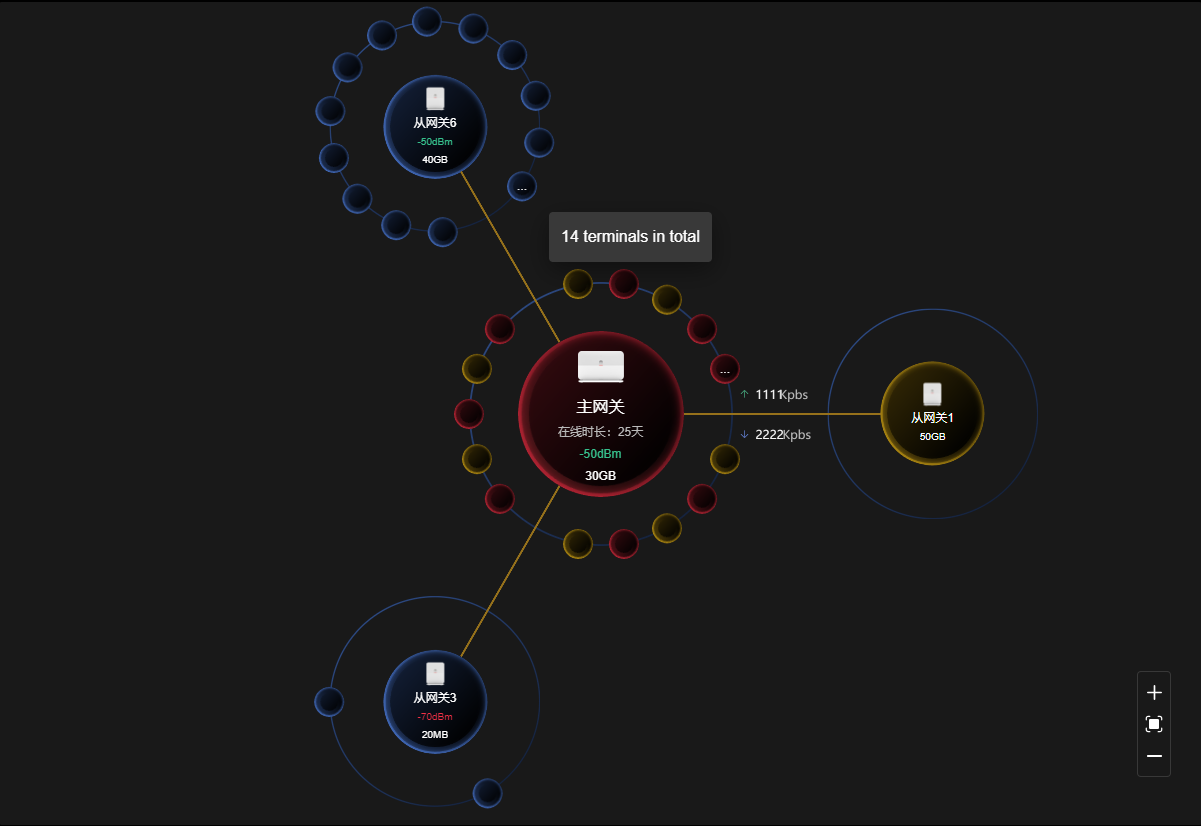 从网关6
-50dBm
40GB
...
14 terminals in total
...
↑ 1111Kpbs
主网关
在线时长：25天
-50dBm
30GB
↓ 2222Kpbs
从网关1
50GB
从网关3
-70dBm
20MB